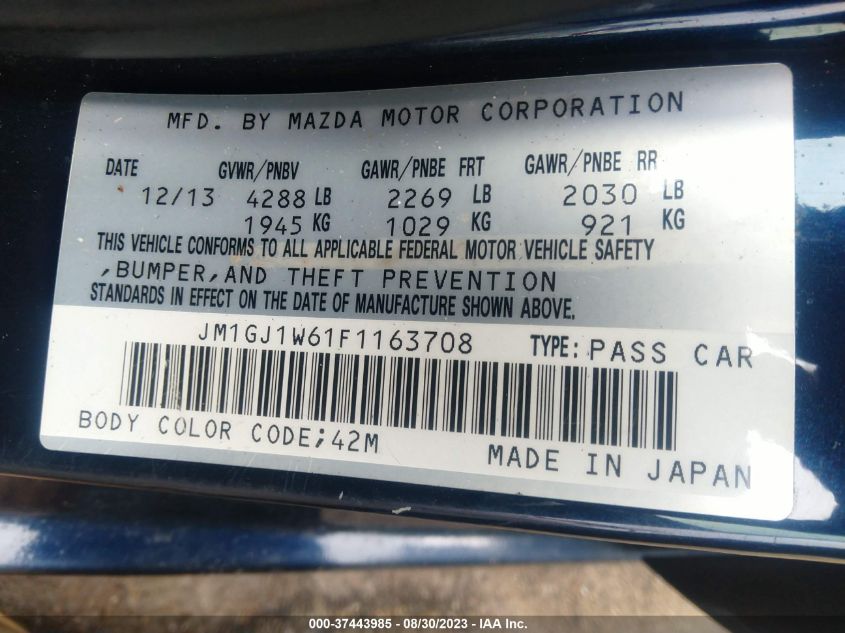 MFD. BY MAZDA MOTOR CORPORATION
DATE GVWR/PNBV GAWR/PNBE FRT GAWR/PNBE RR
12/13 4288 LB 2269 LB 2030 LB
1945 KG 1029 KG 921 KG
THIS VEHICLE CONFORMS TO ALL APPLICABLE FEDERAL MOTOR VEHICLE SAFETY
,BUMPER,AND THEFT PREVENTION
STANDARDS IN EFFECT ON THE DATE OF MANUFACTURE SHOWN ABOVE.
JM1GJ1W61F1163708 TYPE: PASS CAR
BODY COLOR CODE;42M
MADE IN JAPAN
000-37443985 - 08/30/2023 - IAA Inc.